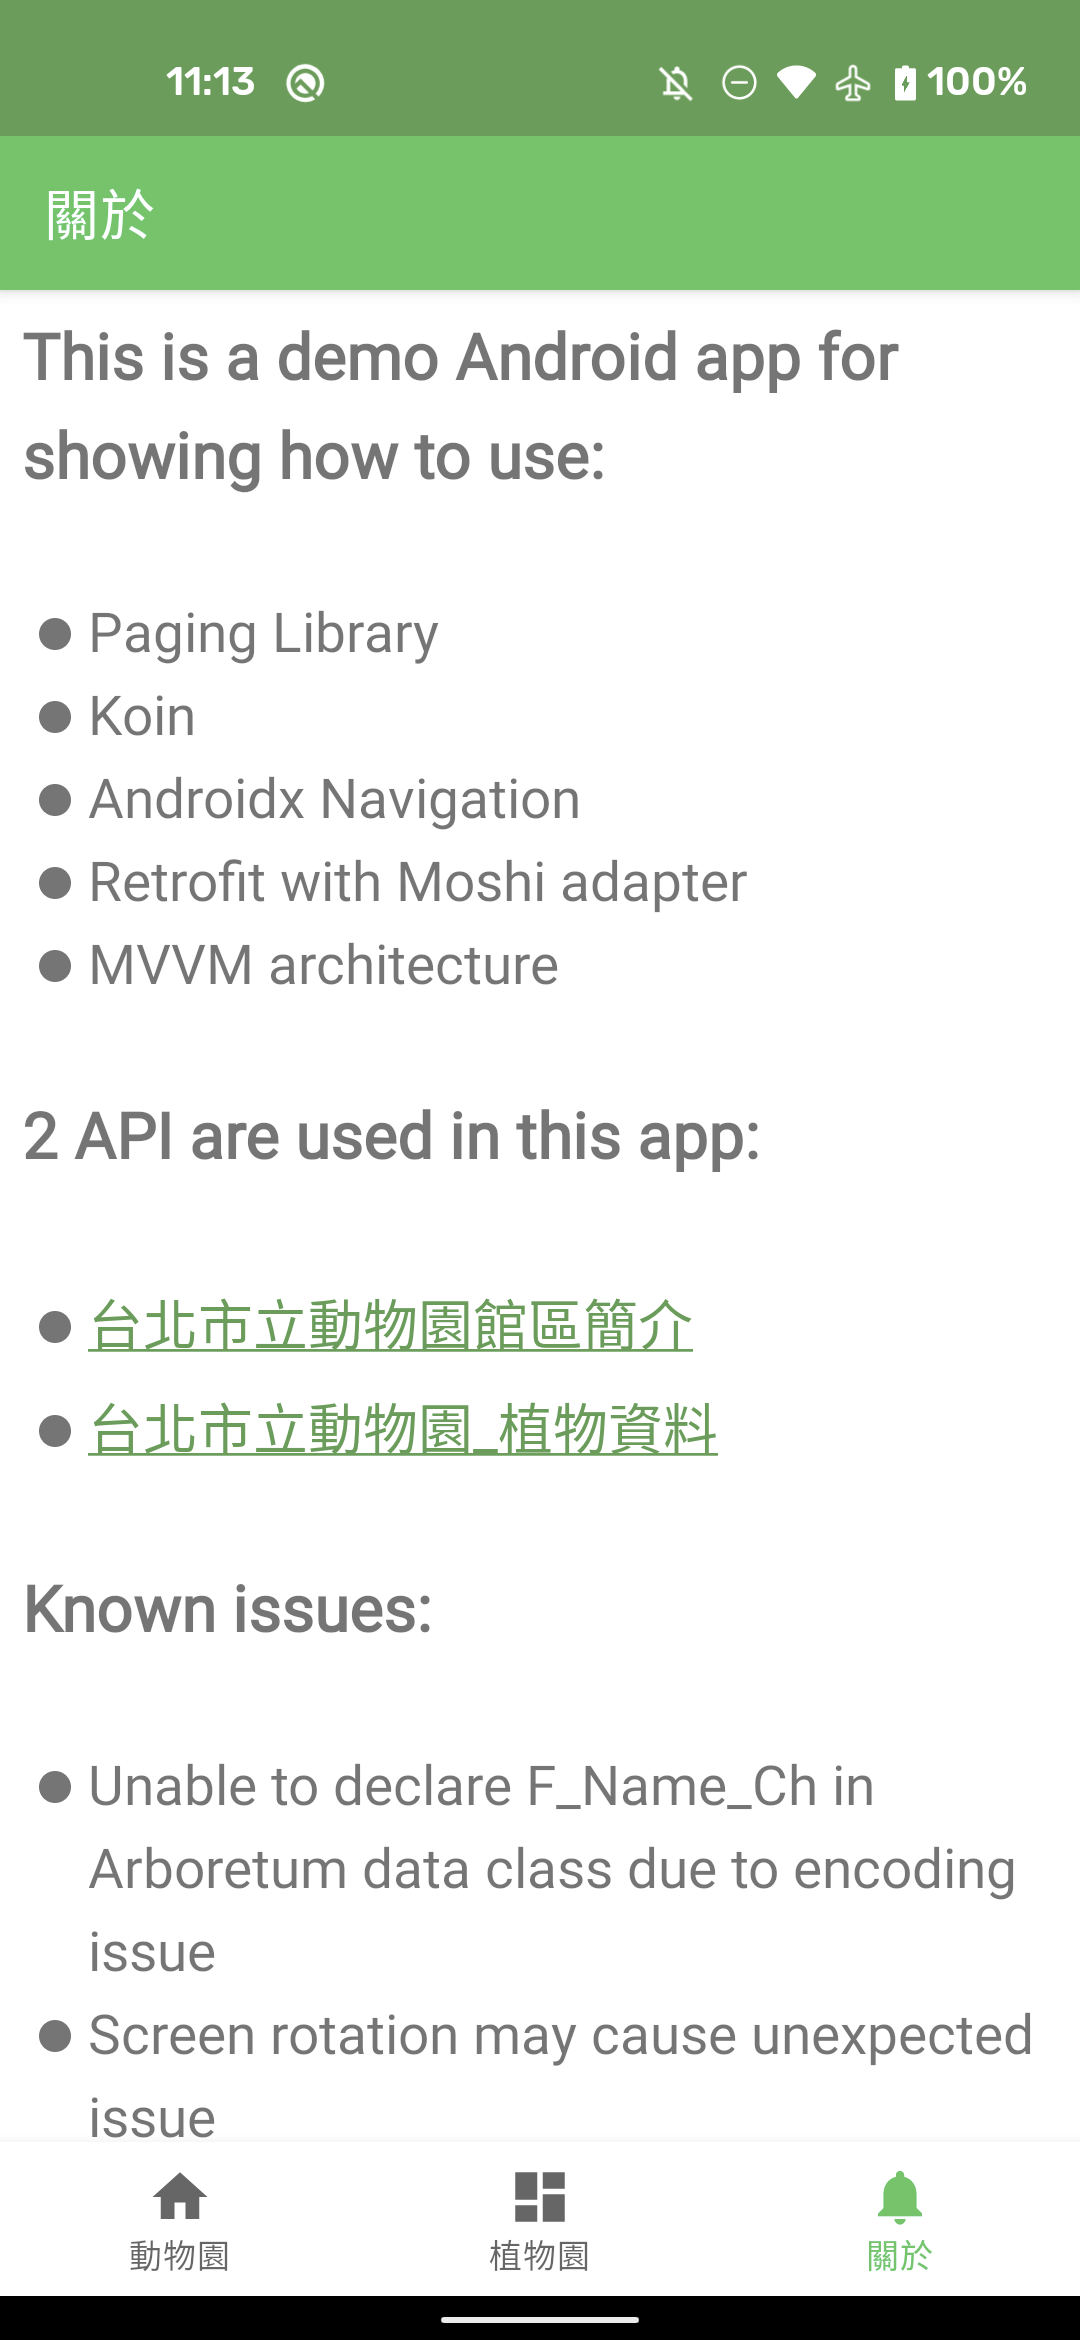 11:13
100%
關於
This is a demo Android app for
showing how to use:
Paging Library
Koin
Androidx Navigation
Retrofit with Moshi adapter
MVVM architecture
2 API are used in this app:
台北市立動物園館區簡介
台北市立動物園_植物資料
Known issues:
Unable to declare F_Name_Ch in
Arboretum data class due to encoding
issue
Screen rotation may cause unexpected
issue
動物園
植物園
關於